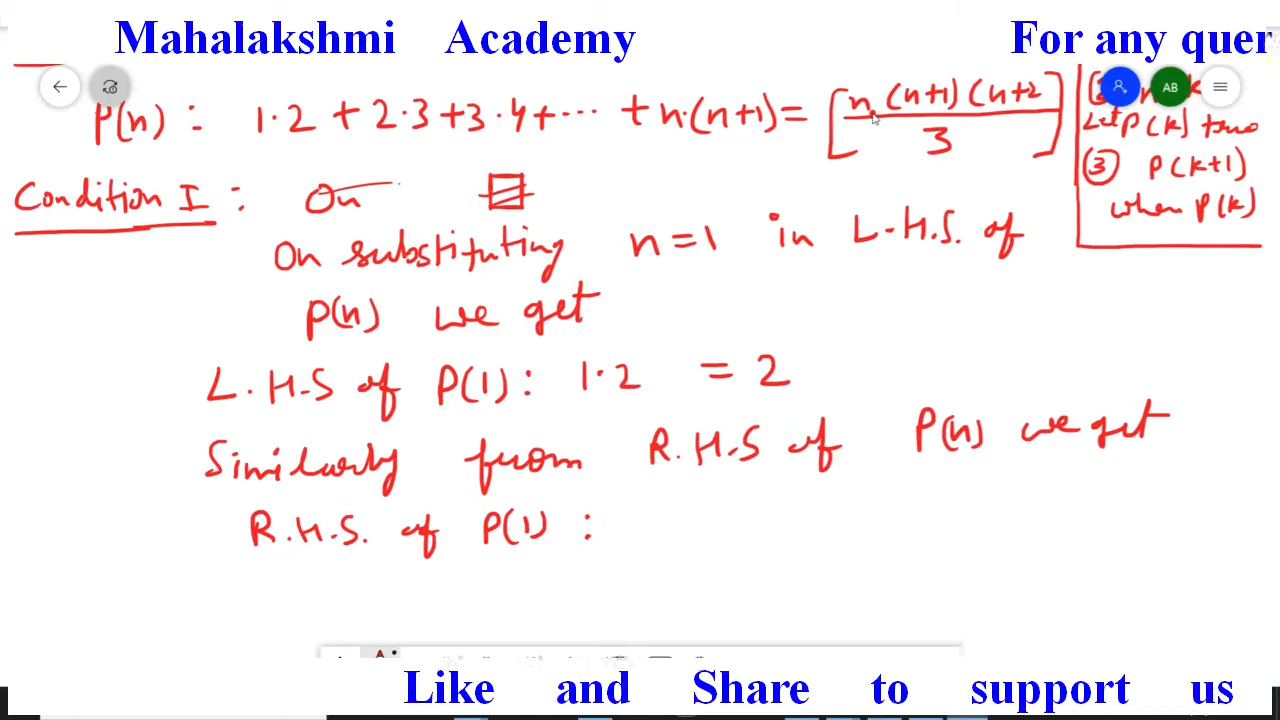 Mahalakshmi Academy For any quer
P(n) : 1·2 + 2·3 + 3·4 + ··· + n·(n+1) = [n (n+1) (n+2) / 3]
Let P(k) true
③ P(k+1)
when P(k)
Condition I : On
On substituting n=1 in L.H.S. of
P(n) we get
L.H.S of P(1) : 1·2 = 2
Similarly from R.H.S of P(n) we get
R.H.S. of P(1) :
Like and Share to support us